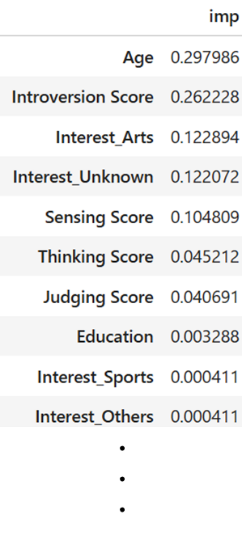 imp
Age 0.297986
Introversion Score 0.262228
Interest_Arts 0.122894
Interest_Unknown 0.122072
Sensing Score 0.104809
Thinking Score 0.045212
Judging Score 0.040691
Education 0.003288
Interest_Sports 0.000411
Interest_Others 0.000411
•
•
•